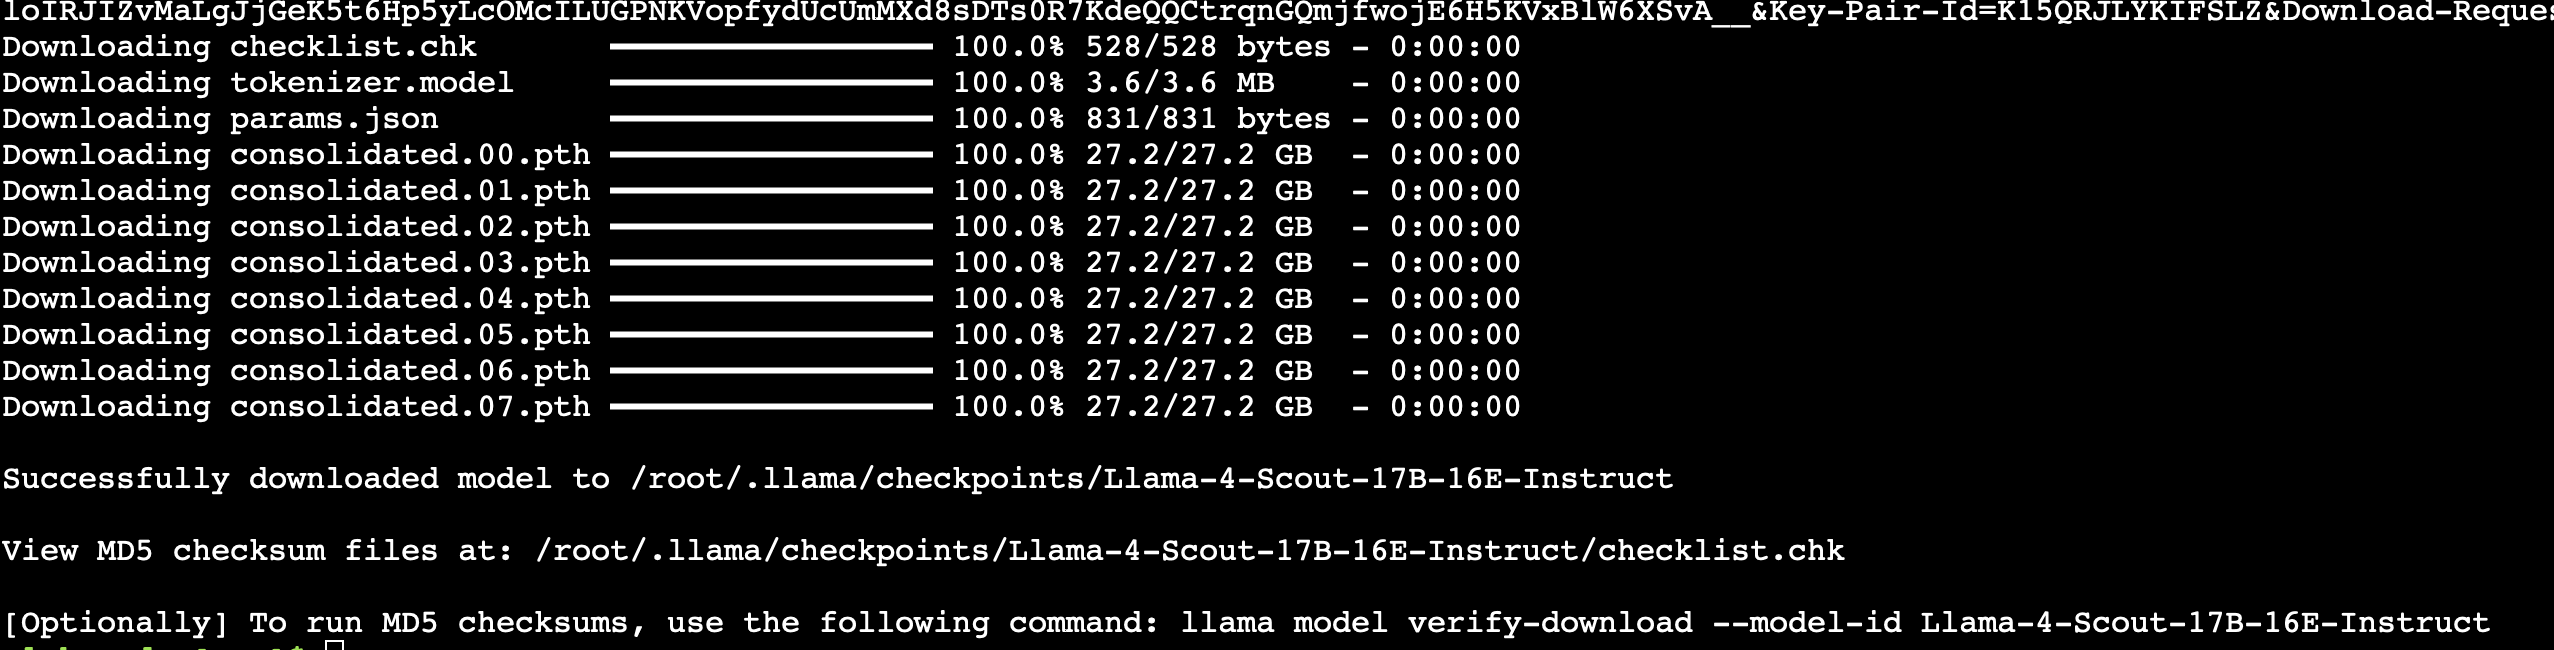 loIRJIZvMaLgJjGeK5t6Hp5yLcOMcILUGPNKVopfydUcUmMXd8sDTs0R7KdeQQCtrqnGQmjfwojE6H5KVxBlW6XSvA__&Key-Pair-Id=K15QRJLYKIFSLZ&Download-Reques
Downloading checklist.chk 100.0% 528/528 bytes - 0:00:00
Downloading tokenizer.model 100.0% 3.6/3.6 MB - 0:00:00
Downloading params.json 100.0% 831/831 bytes - 0:00:00
Downloading consolidated.00.pth 100.0% 27.2/27.2 GB - 0:00:00
Downloading consolidated.01.pth 100.0% 27.2/27.2 GB - 0:00:00
Downloading consolidated.02.pth 100.0% 27.2/27.2 GB - 0:00:00
Downloading consolidated.03.pth 100.0% 27.2/27.2 GB - 0:00:00
Downloading consolidated.04.pth 100.0% 27.2/27.2 GB - 0:00:00
Downloading consolidated.05.pth 100.0% 27.2/27.2 GB - 0:00:00
Downloading consolidated.06.pth 100.0% 27.2/27.2 GB - 0:00:00
Downloading consolidated.07.pth 100.0% 27.2/27.2 GB - 0:00:00
Successfully downloaded model to /root/.llama/checkpoints/Llama-4-Scout-17B-16E-Instruct
View MD5 checksum files at: /root/.llama/checkpoints/Llama-4-Scout-17B-16E-Instruct/checklist.chk
[Optionally] To run MD5 checksums, use the following command: llama model verify-download --model-id Llama-4-Scout-17B-16E-Instruct